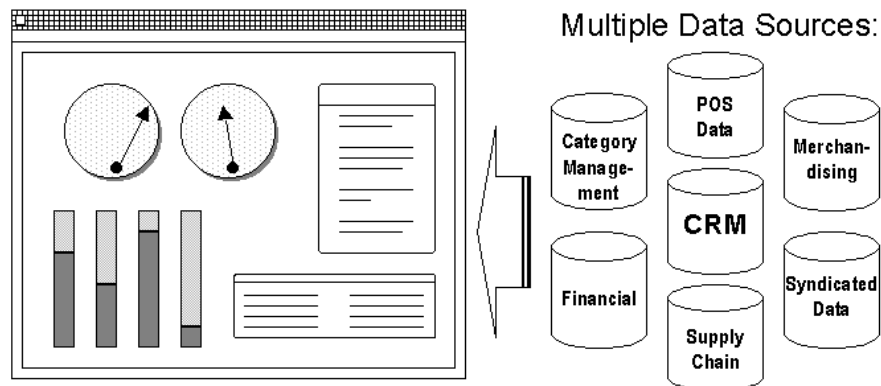 Multiple Data Sources:
POS
Data
Category
Manage-
ment
Merchan-
dising
CRM
Financial
Syndicated
Data
Supply
Chain